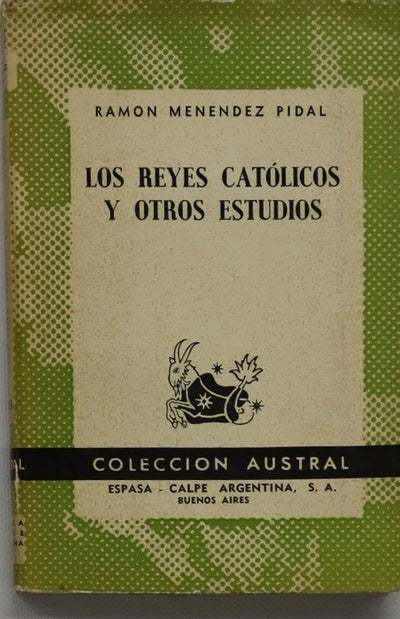 RAMON MENENDEZ PIDAL
LOS REYES CATÓLICOS
Y OTROS ESTUDIOS
COLECCION AUSTRAL
ESPASA - CALPE ARGENTINA, S. A.
BUENOS AIRES